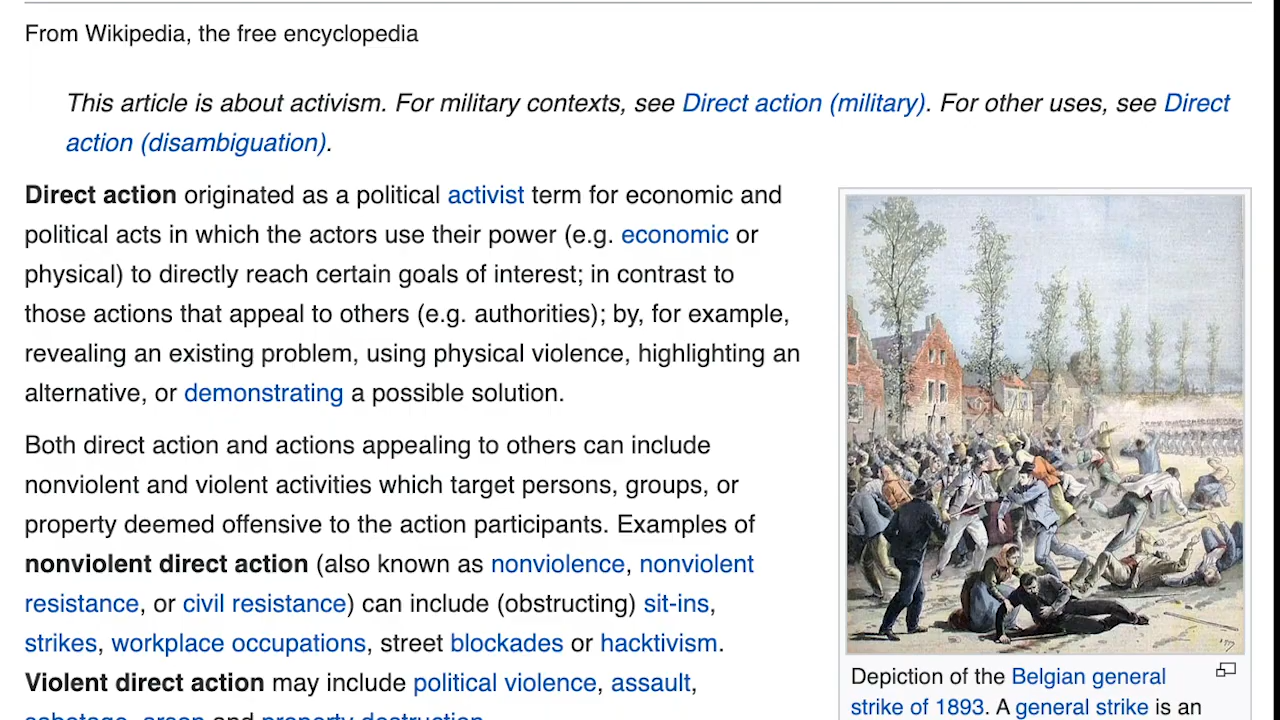 From Wikipedia, the free encyclopedia
This article is about activism. For military contexts, see Direct action (military). For other uses, see Direct
action (disambiguation).
Direct action originated as a political activist term for economic and
political acts in which the actors use their power (e.g. economic or
physical) to directly reach certain goals of interest; in contrast to
those actions that appeal to others (e.g. authorities); by, for example,
revealing an existing problem, using physical violence, highlighting an
alternative, or demonstrating a possible solution.
Both direct action and actions appealing to others can include
nonviolent and violent activities which target persons, groups, or
property deemed offensive to the action participants. Examples of
nonviolent direct action (also known as nonviolence, nonviolent
resistance, or civil resistance) can include (obstructing) sit-ins,
strikes, workplace occupations, street blockades or hacktivism.
Violent direct action may include political violence, assault,
sabotage, arson and property destruction.
Depiction of the Belgian general
strike of 1893. A general strike is an